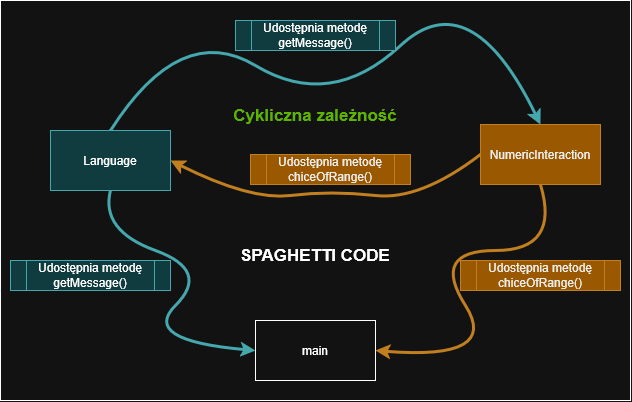 Udostępnia metodę
getMessage()
Cykliczna zależność
Language
Udostępnia metodę
chiceOfRange()
NumericInteraction
SPAGHETTI CODE
Udostępnia metodę
getMessage()
Udostępnia metodę
chiceOfRange()
main